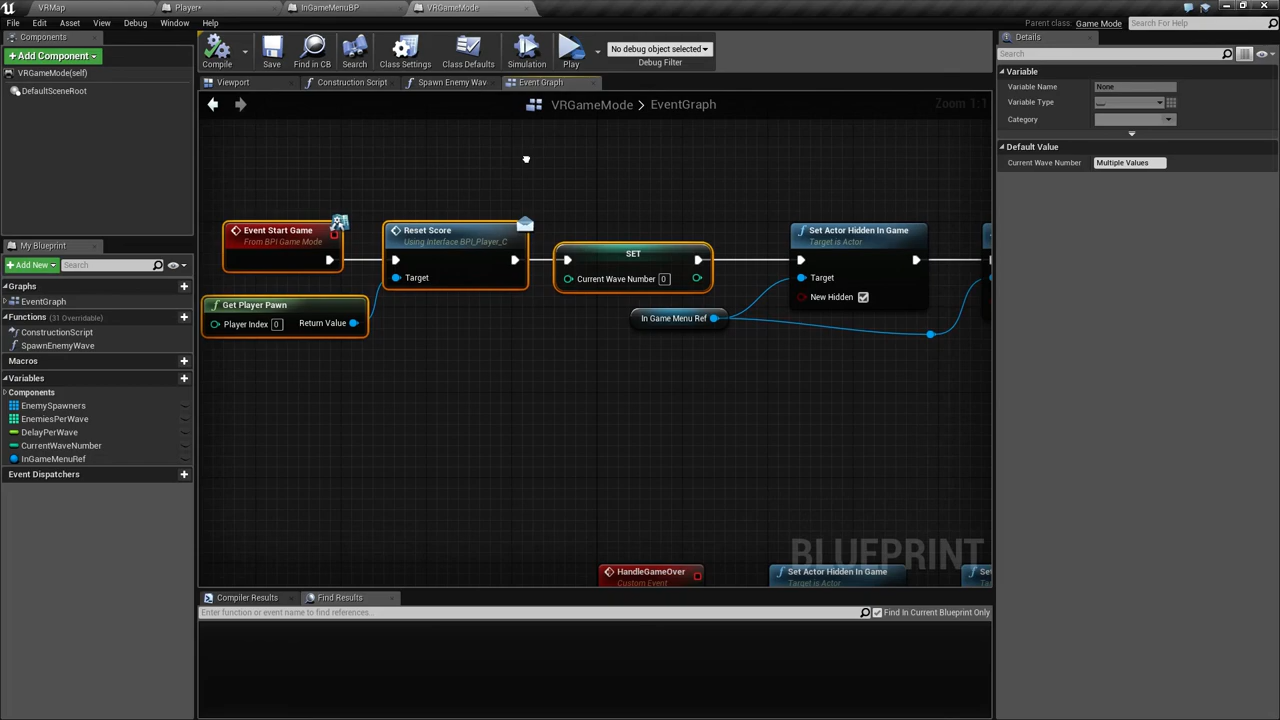 VRMap
Player*
InGameMenuBP
VRGameMode
File Edit Asset View Debug Window Help
Parent class: Game Mode
Search For Help
Components
Details
+Add Component
Compile Save Find in CB Search Class Settings Class Defaults Simulation Play
No debug object selected
Debug Filter
Search
VRGameMode(self)
DefaultSceneRoot
Viewport Construction Script Spawn Enemy Wav Event Graph
Variable
Variable Name None
Variable Type
Category
Default Value
Current Wave Number Multiple Values
VRGameMode > EventGraph
Zoom 1:1
Event Start Game
From BPI Game Mode
Reset Score
Using Interface BPI_Player_C
Target
SET
Current Wave Number 0
Set Actor Hidden In Game
Target is Actor
Target
New Hidden
Get Player Pawn
Player Index 0 Return Value
In Game Menu Ref
My Blueprint
+Add New Search
Graphs
EventGraph
Functions (31 Overridable)
ConstructionScript
SpawnEnemyWave
Macros
Variables
Components
EnemySpawners
EnemiesPerWave
DelayPerWave
CurrentWaveNumber
InGameMenuRef
Event Dispatchers
BLUEPRINT
HandleGameOver
Custom Event
Set Actor Hidden In Game
Target is Actor
Set
Compiler Results Find Results
Enter function or event name to find references...
Find In Current Blueprint Only